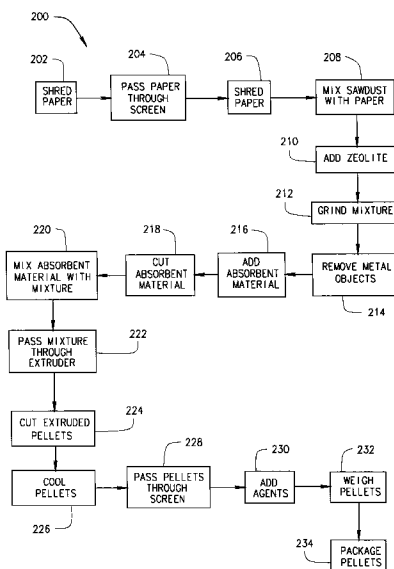 200
202
SHRED
PAPER
204
PASS PAPER
THROUGH
SCREEN
206
SHRED
PAPER
208
MIX SAWDUST
WITH PAPER
210
ADD ZEOLITE
212
GRIND MIXTURE
REMOVE METAL
OBJECTS
214
216
ADD
ABSORBENT
MATERIAL
218
CUT
ABSORBENT
MATERIAL
220
MIX ABSORBENT
MATERIAL WITH
MIXTURE
PASS MIXTURE
THROUGH
EXTRUDER
222
CUT EXTRUDED
PELLETS
224
COOL
PELLETS
226
228
PASS PELLETS
THROUGH
SCREEN
230
ADD
AGENTS
232
WEIGH
PELLETS
234
PACKAGE
PELLETS